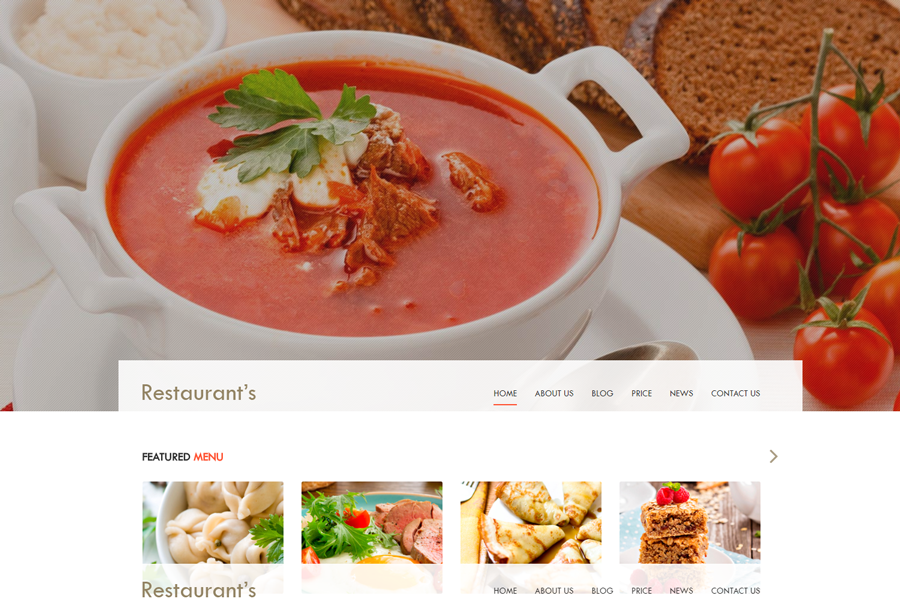 Restaurant's
HOME ABOUT US BLOG PRICE NEWS CONTACT US
FEATURED MENU
Restaurant's
HOME ABOUT US BLOG PRICE NEWS CONTACT US